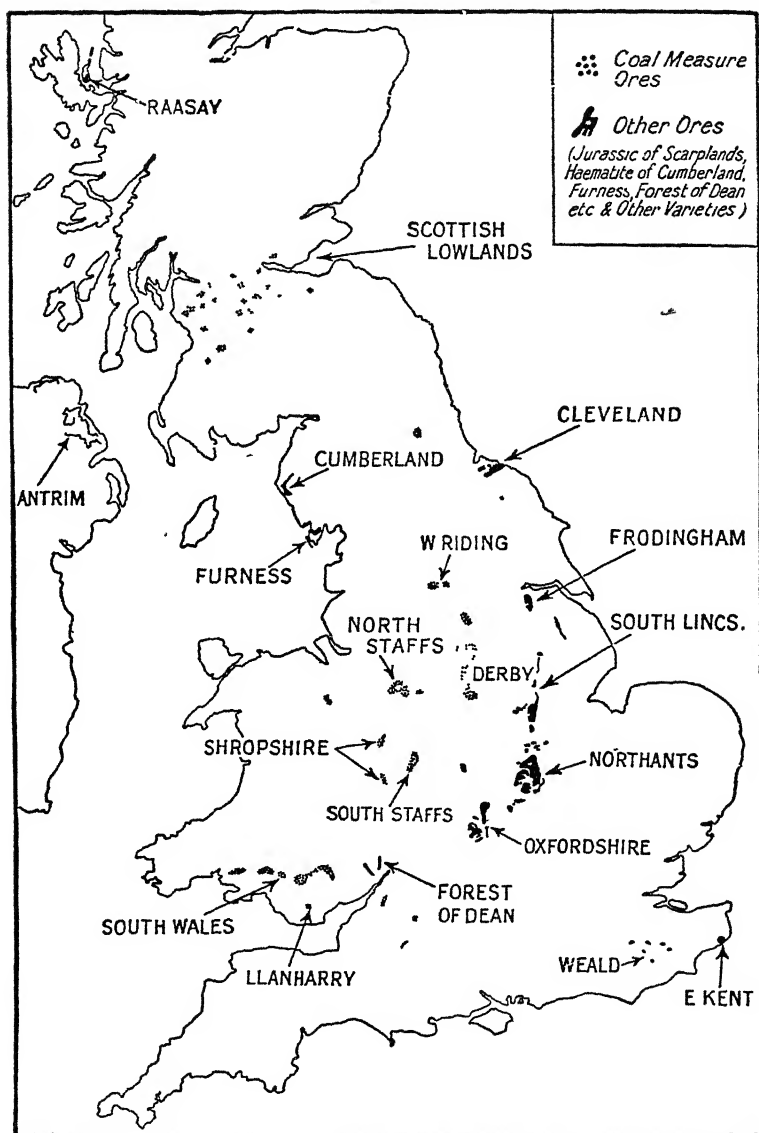 Coal Measure
Ores
Other Ores
(Jurassic of Scarplands,
Haematite of Cumberland,
Furness, Forest of Dean
etc & Other Varieties)
RAASAY
SCOTTISH
LOWLANDS
CLEVELAND
CUMBERLAND
ANTRIM
W RIDING
FRODINGHAM
FURNESS
NORTH
STAFFS
SOUTH LINCS.
DERBY
SHROPSHIRE
NORTHANTS
SOUTH STAFFS
OXFORDSHIRE
FOREST
OF DEAN
SOUTH WALES
LLANHARRY
WEALD
E KENT